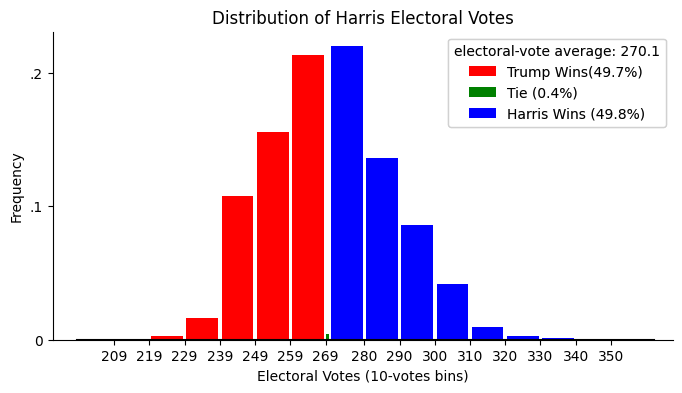 Distribution of Harris Electoral Votes
electoral-vote average: 270.1
Trump Wins(49.7%)
Tie (0.4%)
Harris Wins (49.8%)
Frequency
.2
.1
0
209 219 229 239 249 259 269 280 290 300 310 320 330 340 350
Electoral Votes (10-votes bins)